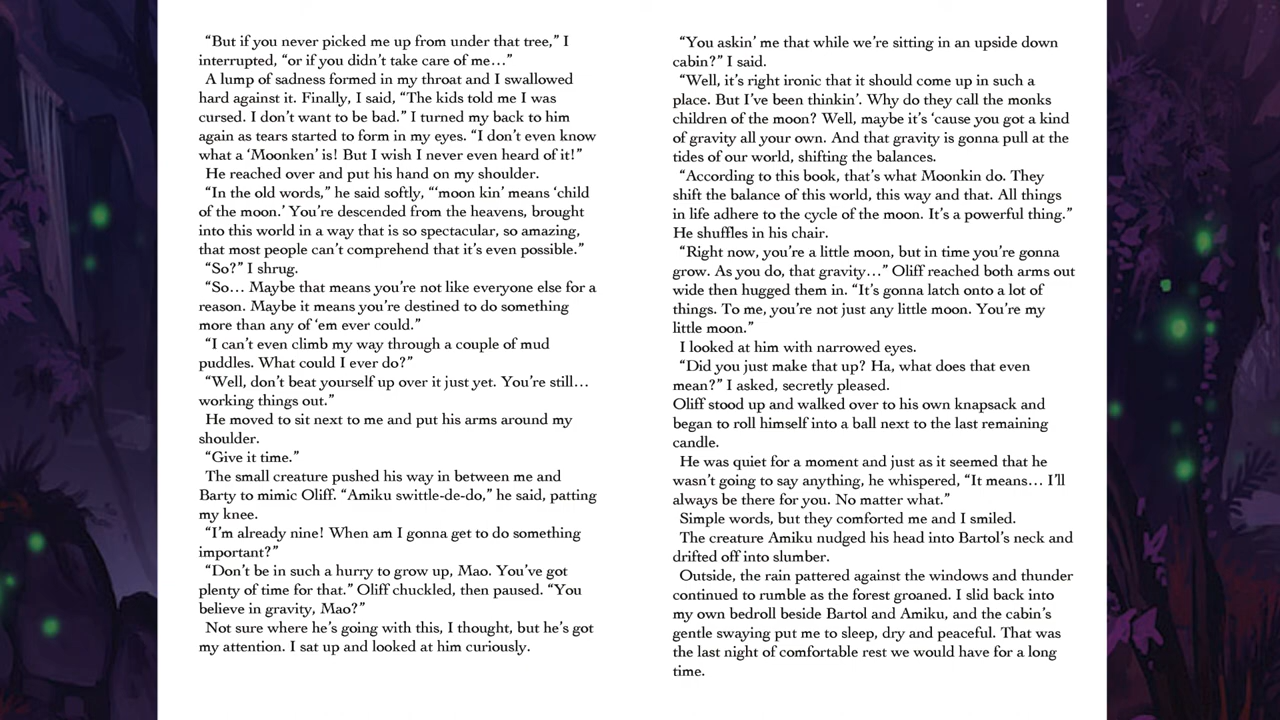 “But if you never picked me up from under that tree,” I
interrupted, “or if you didn’t take care of me…”
A lump of sadness formed in my throat and I swallowed
hard against it. Finally, I said, “The kids told me I was
cursed. I don’t want to be bad.” I turned my back to him
again as tears started to form in my eyes. “I don’t even know
what a ‘Moonken’ is! But I wish I never even heard of it!”
He reached over and put his hand on my shoulder.
“In the old words,” he said softly, “‘moon kin’ means ‘child
of the moon.’ You’re descended from the heavens, brought
into this world in a way that is so spectacular, so amazing,
that most people can’t comprehend that it’s even possible.”
“So?” I shrug.
“So… Maybe that means you’re not like everyone else for a
reason. Maybe it means you’re destined to do something
more than any of ‘em ever could.”
“I can’t even climb my way through a couple of mud
puddles. What could I ever do?”
“Well, don’t beat yourself up over it just yet. You’re still…
working things out.”
He moved to sit next to me and put his arms around my
shoulder.
“Give it time.”
The small creature pushed his way in between me and
Barty to mimic Oliff. “Amiku swittle-de-do,” he said, patting
my knee.
“I’m already nine! When am I gonna get to do something
important?”
“Don’t be in such a hurry to grow up, Mao. You’ve got
plenty of time for that.” Oliff chuckled, then paused. “You
believe in gravity, Mao?”
Not sure where he’s going with this, I thought, but he’s got
my attention. I sat up and looked at him curiously.
“You askin’ me that while we’re sitting in an upside down
cabin?” I said.
“Well, it’s right ironic that it should come up in such a
place. But I’ve been thinkin’. Why do they call the monks
children of the moon? Well, maybe it’s ‘cause you got a kind
of gravity all your own. And that gravity is gonna pull at the
tides of our world, shifting the balances.
“According to this book, that’s what Moonkin do. They
shift the balance of this world, this way and that. All things
in life adhere to the cycle of the moon. It’s a powerful thing.”
He shuffles in his chair.
“Right now, you’re a little moon, but in time you’re gonna
grow. As you do, that gravity…” Oliff reached both arms out
wide then hugged them in. “It’s gonna latch onto a lot of
things. To me, you’re not just any little moon. You’re my
little moon.”
I looked at him with narrowed eyes.
“Did you just make that up? Ha, what does that even
mean?” I asked, secretly pleased.
Oliff stood up and walked over to his own knapsack and
began to roll himself into a ball next to the last remaining
candle.
He was quiet for a moment and just as it seemed that he
wasn’t going to say anything, he whispered, “It means… I’ll
always be there for you. No matter what.”
Simple words, but they comforted me and I smiled.
The creature Amiku nudged his head into Bartol’s neck and
drifted off into slumber.
Outside, the rain pattered against the windows and thunder
continued to rumble as the forest groaned. I slid back into
my own bedroll beside Bartol and Amiku, and the cabin’s
gentle swaying put me to sleep, dry and peaceful. That was
the last night of comfortable rest we would have for a long
time.